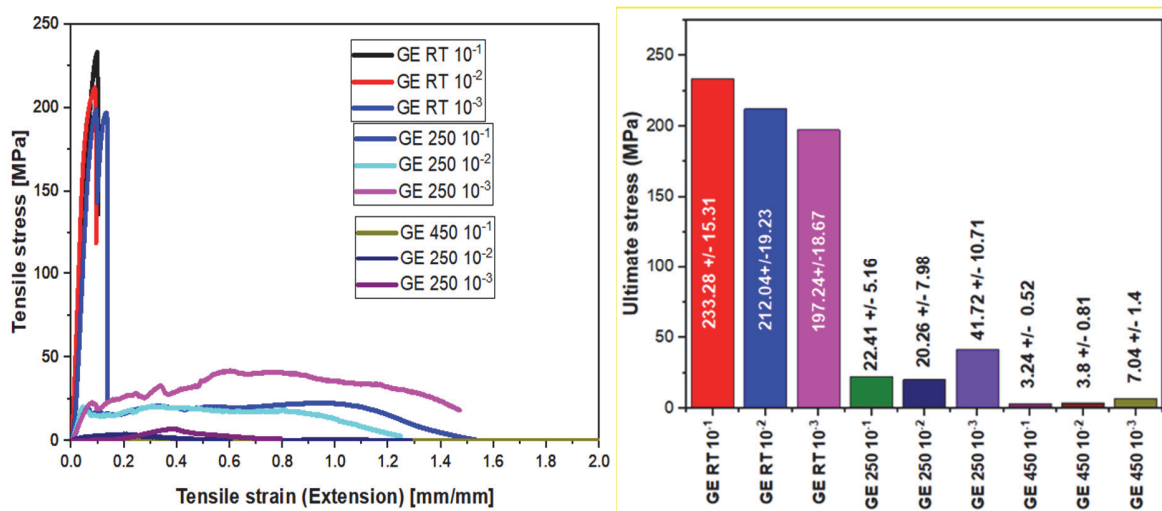 250
200
150
100
50
0
Tensile stress [MPa]
GE RT 10⁻¹
GE RT 10⁻²
GE RT 10⁻³
GE 250 10⁻¹
GE 250 10⁻²
GE 250 10⁻³
GE 450 10⁻¹
GE 250 10⁻²
GE 250 10⁻³
0.0 0.2 0.4 0.6 0.8 1.0 1.2 1.4 1.6 1.8 2.0
Tensile strain (Extension) [mm/mm]
250
200
150
100
50
0
Ultimate stress (MPa)
233.28 +/- 15.31
212.04+/-19.23
197.24+/-18.67
22.41 +/- 5.16
20.26 +/- 7.98
41.72 +/- 10.71
3.24 +/- 0.52
3.8 +/- 0.81
7.04 +/- 1.4
GE RT 10⁻¹
GE RT 10⁻²
GE RT 10⁻³
GE 250 10⁻¹
GE 250 10⁻²
GE 250 10⁻³
GE 450 10⁻¹
GE 450 10⁻²
GE 450 10⁻³